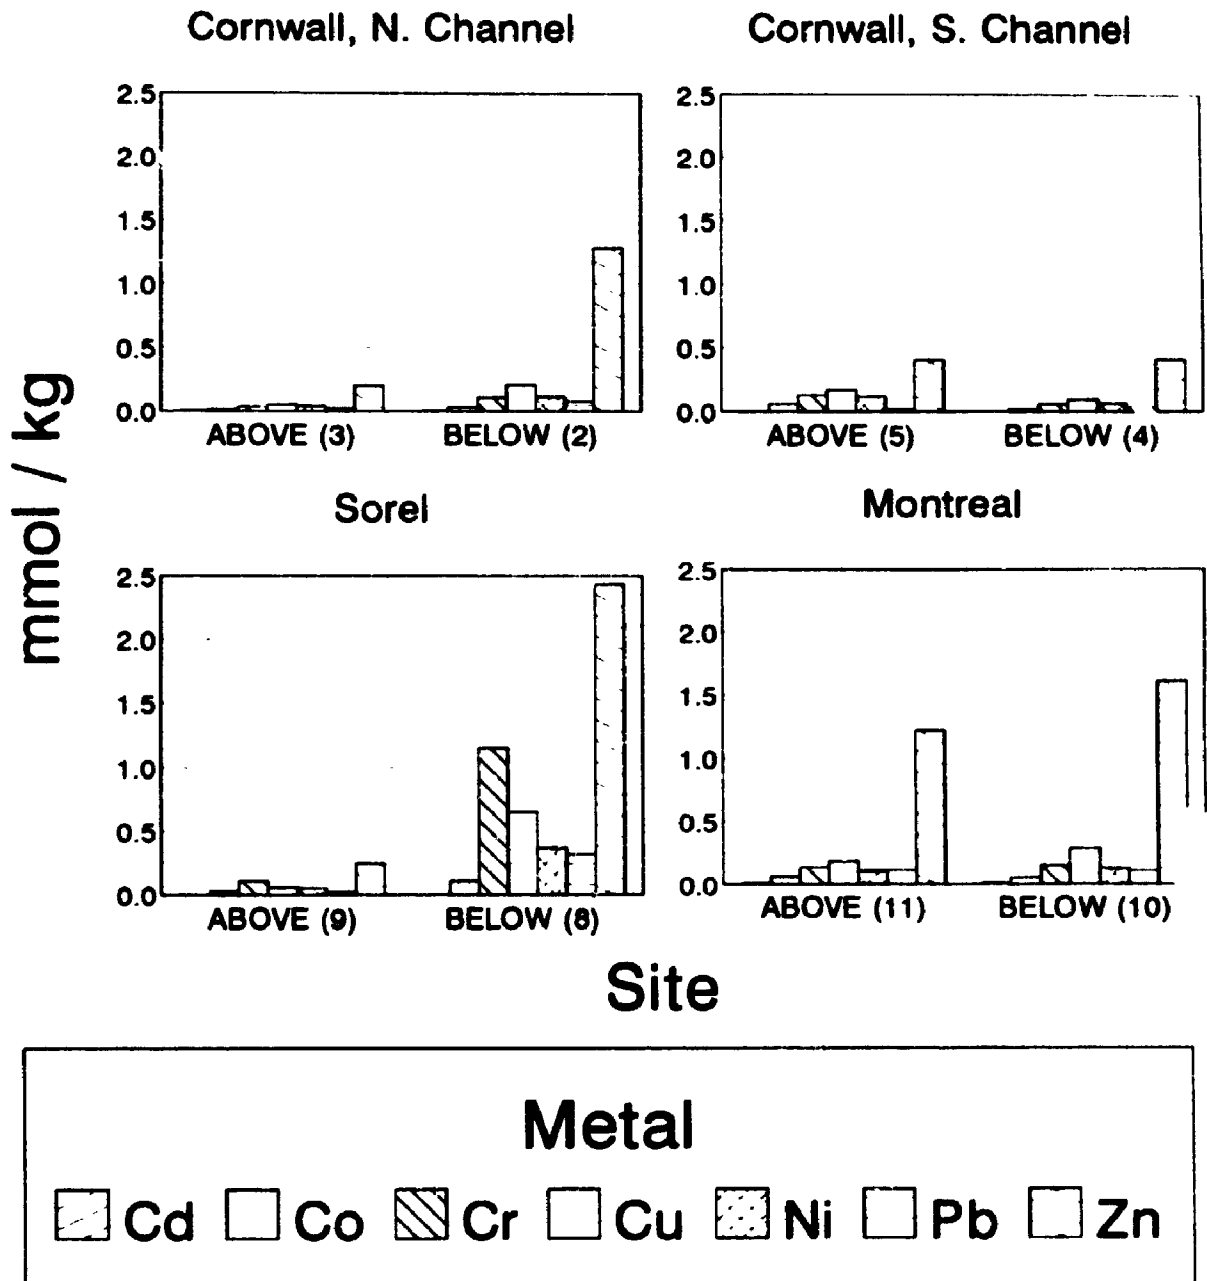 Cornwall, N. Channel
Cornwall, S. Channel
2.5
2.0
1.5
1.0
0.5
0.0
ABOVE (3) BELOW (2)
2.5
2.0
1.5
1.0
0.5
0.0
ABOVE (5) BELOW (4)
mmol / kg
Sorel
Montreal
2.5
2.0
1.5
1.0
0.5
0.0
ABOVE (9) BELOW (8)
2.5
2.0
1.5
1.0
0.5
0.0
ABOVE (11) BELOW (10)
Site
Metal
Cd Co Cr Cu Ni Pb Zn